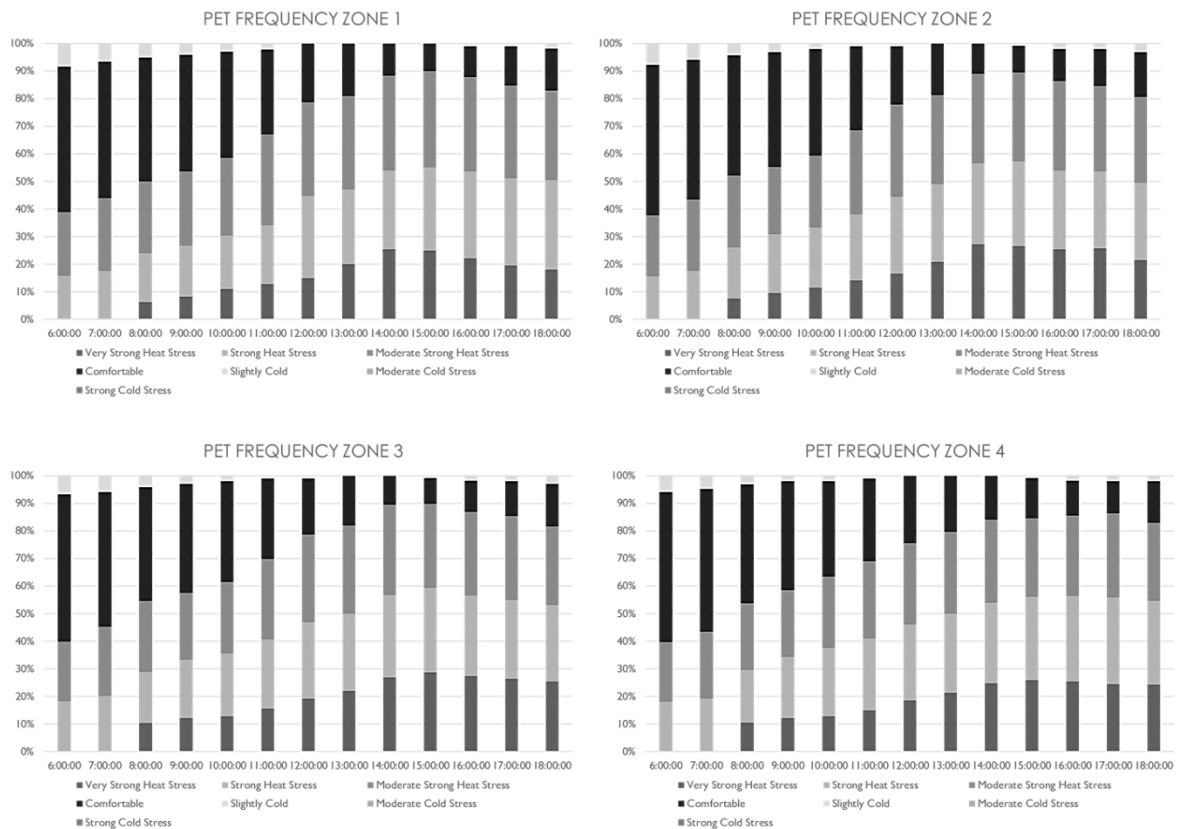 PET FREQUENCY ZONE 1
100%
90%
80%
70%
60%
50%
40%
30%
20%
10%
0%
6:00:00 7:00:00 8:00:00 9:00:00 10:00:00 11:00:00 12:00:00 13:00:00 14:00:00 15:00:00 16:00:00 17:00:00 18:00:00
Very Strong Heat Stress Strong Heat Stress Moderate Strong Heat Stress
Comfortable Slightly Cold Moderate Cold Stress
Strong Cold Stress
PET FREQUENCY ZONE 2
100%
90%
80%
70%
60%
50%
40%
30%
20%
10%
0%
6:00:00 7:00:00 8:00:00 9:00:00 10:00:00 11:00:00 12:00:00 13:00:00 14:00:00 15:00:00 16:00:00 17:00:00 18:00:00
Very Strong Heat Stress Strong Heat Stress Moderate Strong Heat Stress
Comfortable Slightly Cold Moderate Cold Stress
Strong Cold Stress
PET FREQUENCY ZONE 3
100%
90%
80%
70%
60%
50%
40%
30%
20%
10%
0%
6:00:00 7:00:00 8:00:00 9:00:00 10:00:00 11:00:00 12:00:00 13:00:00 14:00:00 15:00:00 16:00:00 17:00:00 18:00:00
Very Strong Heat Stress Strong Heat Stress Moderate Strong Heat Stress
Comfortable Slightly Cold Moderate Cold Stress
Strong Cold Stress
PET FREQUENCY ZONE 4
100%
90%
80%
70%
60%
50%
40%
30%
20%
10%
0%
6:00:00 7:00:00 8:00:00 9:00:00 10:00:00 11:00:00 12:00:00 13:00:00 14:00:00 15:00:00 16:00:00 17:00:00 18:00:00
Very Strong Heat Stress Strong Heat Stress Moderate Strong Heat Stress
Comfortable Slightly Cold Moderate Cold Stress
Strong Cold Stress